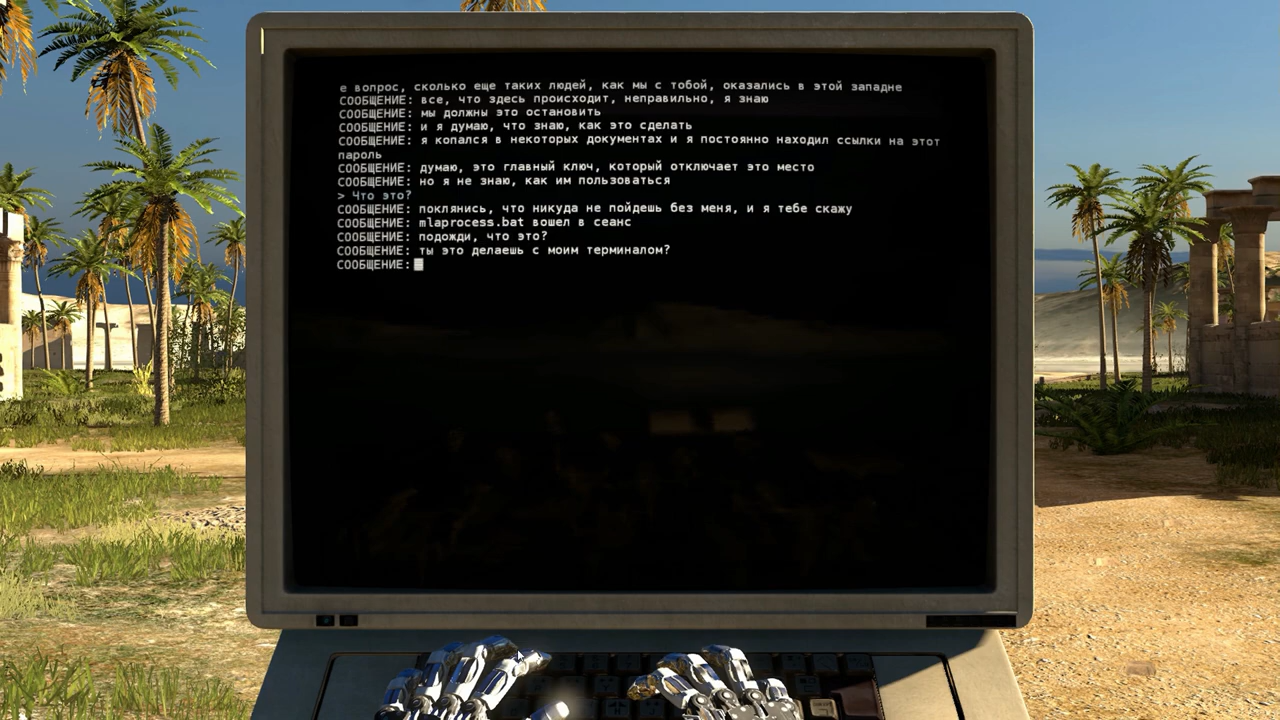 е вопрос, сколько еще таких людей, как мы с тобой, оказались в этой западне
СООБЩЕНИЕ: все, что здесь происходит, неправильно, я знаю
СООБЩЕНИЕ: мы должны это остановить
СООБЩЕНИЕ: и я думаю, что знаю, как это сделать
СООБЩЕНИЕ: я копался в некоторых документах и я постоянно находил ссылки на этот
пароль
СООБЩЕНИЕ: думаю, это главный ключ, который отключает это место
СООБЩЕНИЕ: но я не знаю, как им пользоваться
> Что это?
СООБЩЕНИЕ: поклянись, что никуда не пойдешь без меня, и я тебе скажу
СООБЩЕНИЕ: mlaprocess.bat вошел в сеанс
СООБЩЕНИЕ: подожди, что это?
СООБЩЕНИЕ: ты это делаешь с моим терминалом?
СООБЩЕНИЕ: